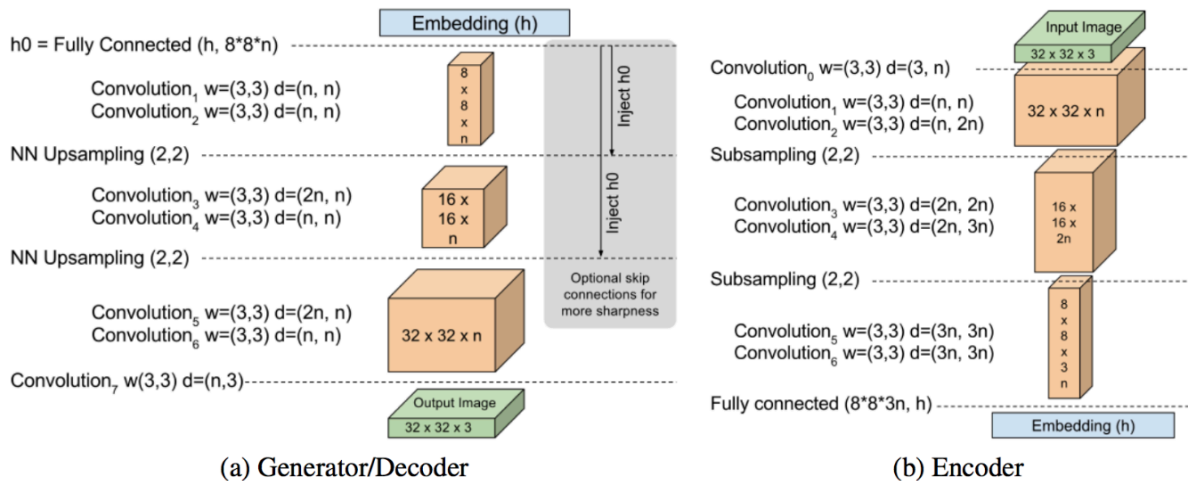 Embedding (h)
h0 = Fully Connected (h, 8*8*n)
8
x
8
x
n
Convolution1 w=(3,3) d=(n, n)
Convolution2 w=(3,3) d=(n, n)
Inject h0
NN Upsampling (2,2)
Convolution3 w=(3,3) d=(2n, n)
Convolution4 w=(3,3) d=(n, n)
16 x
16 x
n
Inject h0
NN Upsampling (2,2)
Optional skip
connections for
more sharpness
Convolution5 w=(3,3) d=(2n, n)
Convolution6 w=(3,3) d=(n, n)
32 x 32 x n
Convolution7 w(3,3) d=(n,3)
Output Image
32 x 32 x 3
(a) Generator/Decoder
Input Image
32 x 32 x 3
Convolution0 w=(3,3) d=(3, n)
Convolution1 w=(3,3) d=(n, n)
Convolution2 w=(3,3) d=(n, 2n)
32 x 32 x n
Subsampling (2,2)
Convolution3 w=(3,3) d=(2n, 2n)
Convolution4 w=(3,3) d=(2n, 3n)
16 x
16 x
2n
Subsampling (2,2)
Convolution5 w=(3,3) d=(3n, 3n)
Convolution6 w=(3,3) d=(3n, 3n)
8
x
8
x
3
n
Fully connected (8*8*3n, h)
Embedding (h)
(b) Encoder